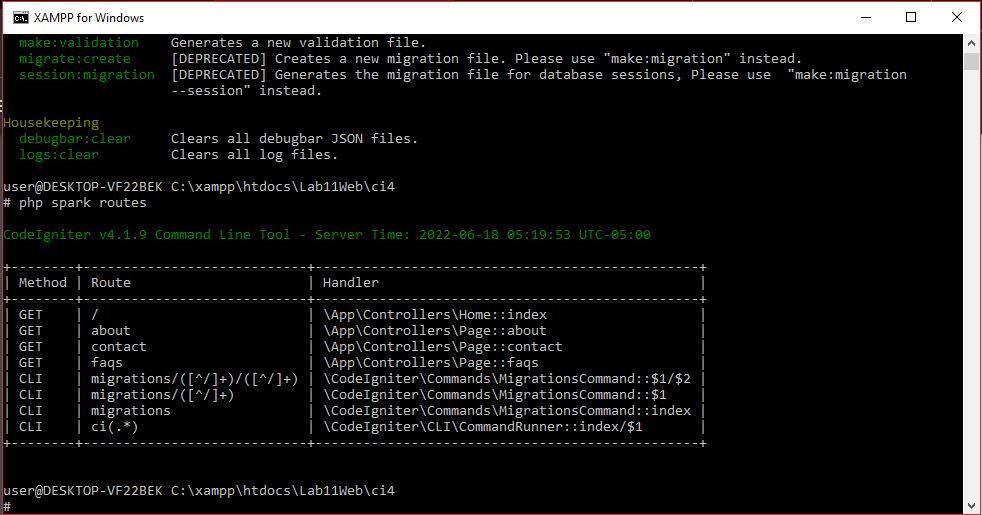 XAMPP for Windows
make:validation    Generates a new validation file.
migrate:create     [DEPRECATED] Creates a new migration file. Please use "make:migration" instead.
session:migration  [DEPRECATED] Generates the migration file for database sessions, Please use  "make:migration
--session" instead.
Housekeeping
debugbar:clear     Clears all debugbar JSON files.
logs:clear         Clears all log files.
user@DESKTOP-VF22BEK C:\xampp\htdocs\Lab11Web\ci4
# php spark routes
CodeIgniter v4.1.9 Command Line Tool - Server Time: 2022-06-18 05:19:53 UTC-05:00
+--------+----------------------------+------------------------------------------------+
| Method | Route                      | Handler                                        |
+--------+----------------------------+------------------------------------------------+
| GET    | /                          | \App\Controllers\Home::index                   |
| GET    | about                      | \App\Controllers\Page::about                   |
| GET    | contact                    | \App\Controllers\Page::contact                 |
| GET    | faqs                       | \App\Controllers\Page::faqs                    |
| CLI    | migrations/([^/]+)/([^/]+) | \CodeIgniter\Commands\MigrationsCommand::$1/$2 |
| CLI    | migrations/([^/]+)         | \CodeIgniter\Commands\MigrationsCommand::$1    |
| CLI    | migrations                 | \CodeIgniter\Commands\MigrationsCommand::index |
| CLI    | ci(.*)                     | \CodeIgniter\CLI\CommandRunner::index/$1       |
+--------+----------------------------+------------------------------------------------+
user@DESKTOP-VF22BEK C:\xampp\htdocs\Lab11Web\ci4
#